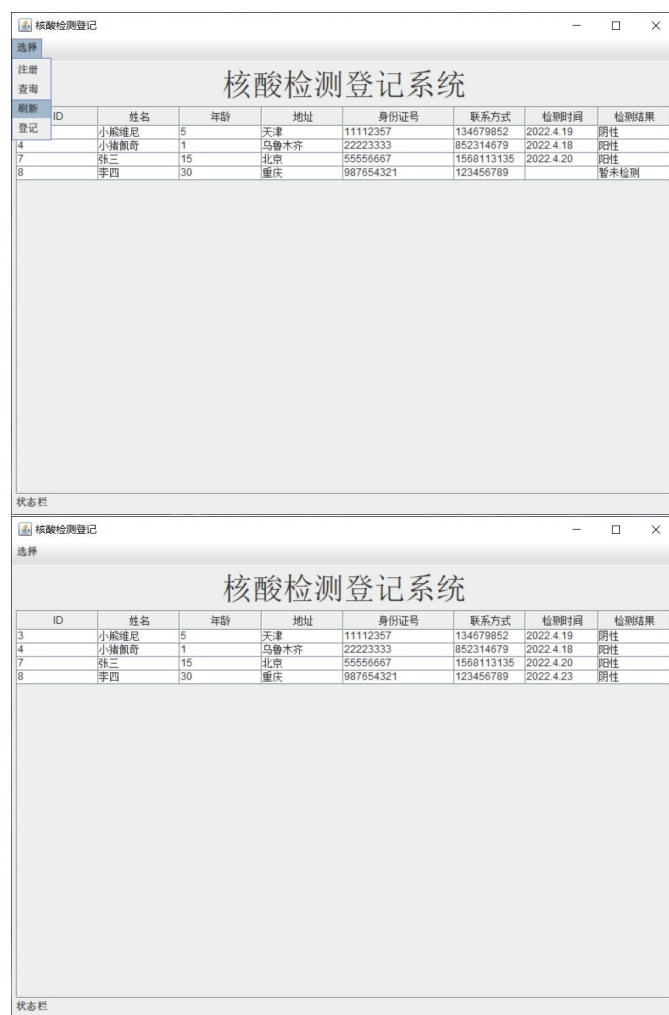 核酸检测登记
选择
注册
查询
刷新
登记
核酸检测登记系统
ID 姓名 年龄 地址 身份证号 联系方式 检测时间 检测结果
小熊维尼 5 天津 11112357 134679852 2022.4.19 阴性
4 小猪佩奇 1 乌鲁木齐 22223333 852314679 2022.4.18 阳性
7 张三 15 北京 55556667 1568113135 2022.4.20 阳性
8 李四 30 重庆 987654321 123456789 暂未检测
状态栏
核酸检测登记
选择
核酸检测登记系统
ID 姓名 年龄 地址 身份证号 联系方式 检测时间 检测结果
3 小熊维尼 5 天津 11112357 134679852 2022.4.19 阴性
4 小猪佩奇 1 乌鲁木齐 22223333 852314679 2022.4.18 阳性
7 张三 15 北京 55556667 1568113135 2022.4.20 阳性
8 李四 30 重庆 987654321 123456789 2022.4.23 阴性
状态栏